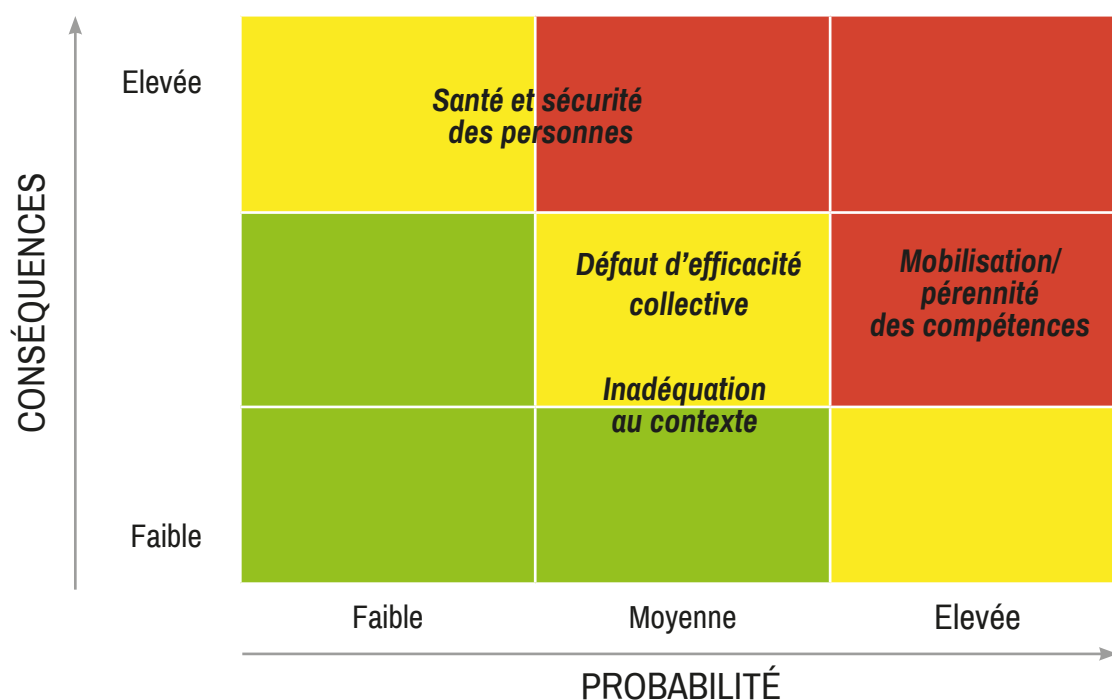 CONSÉQUENCES
Elevée
Santé et sécurité
des personnes
Défaut d’efficacité
collective
Mobilisation/
pérennité
des compétences
Inadéquation
au contexte
Faible
Faible
Moyenne
Elevée
PROBABILITÉ